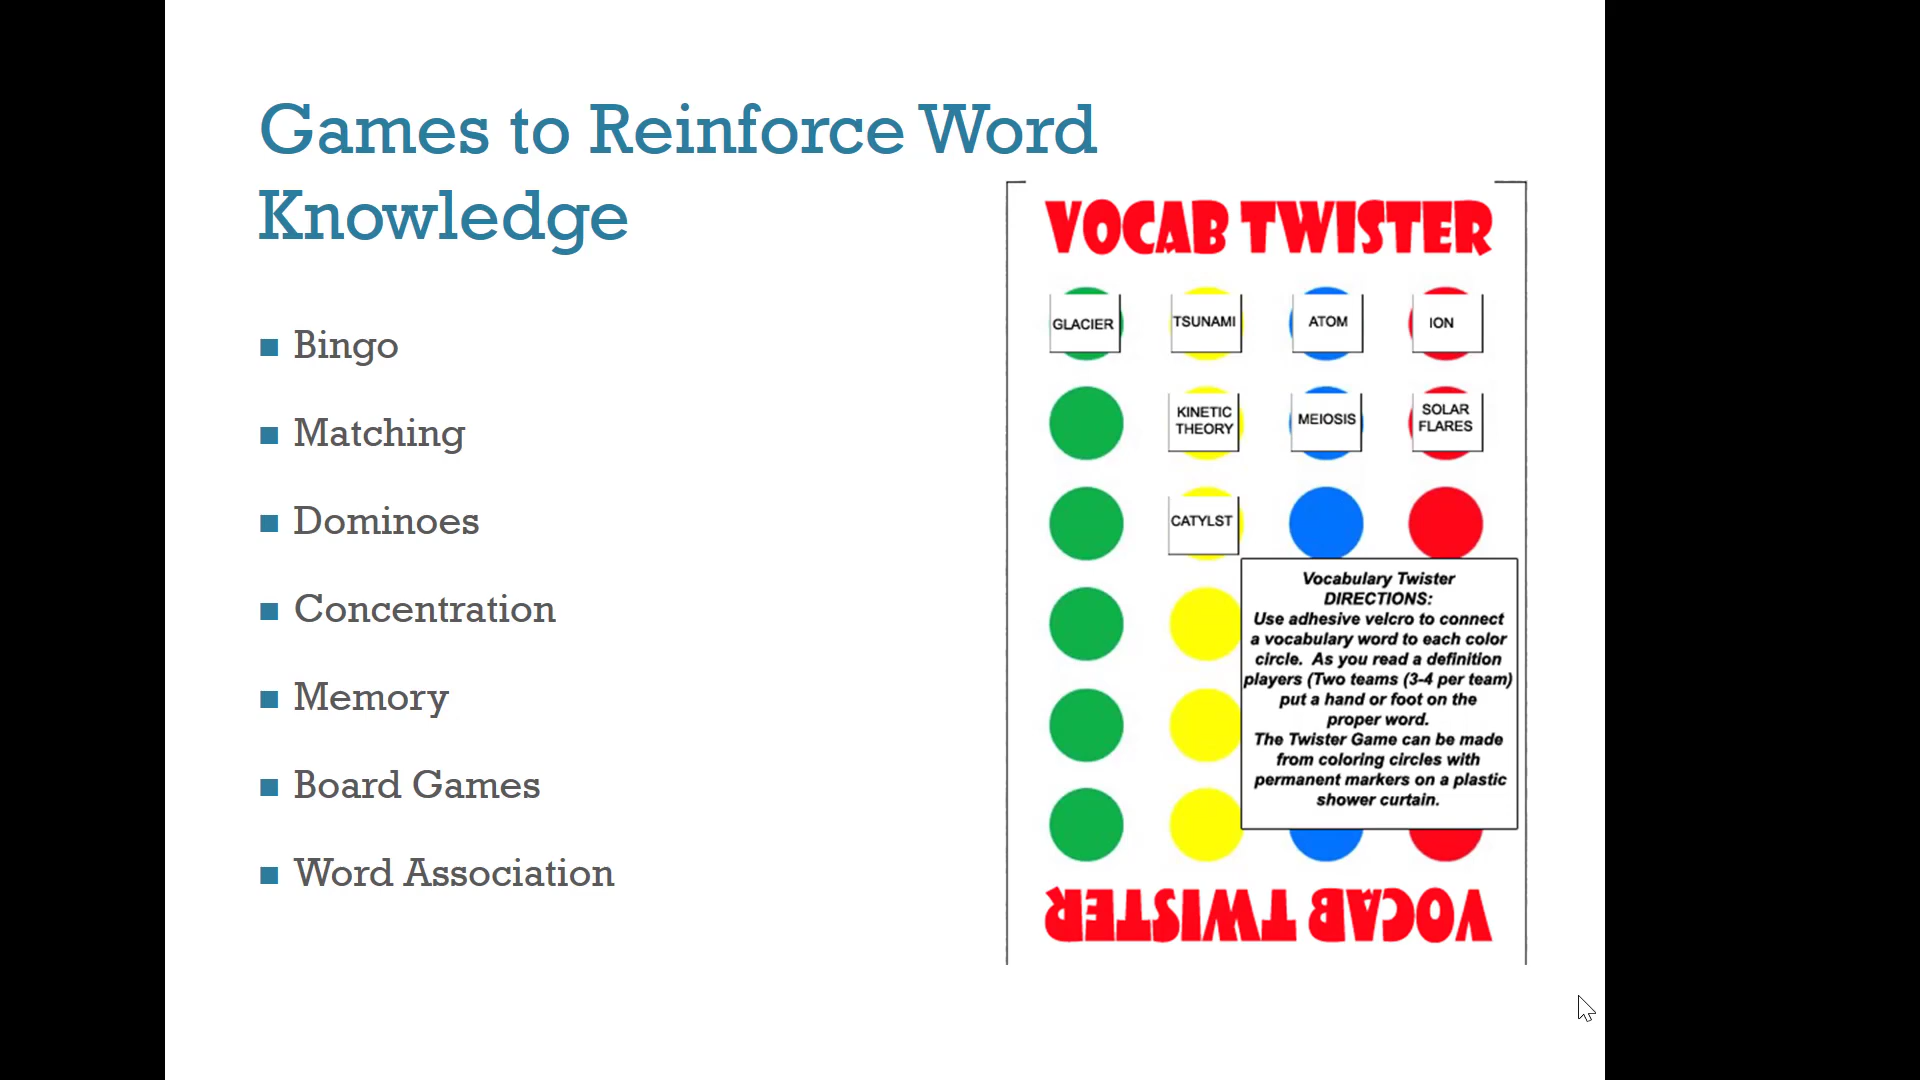 Games to Reinforce Word
Knowledge
Bingo
Matching
Dominoes
Concentration
Memory
Board Games
Word Association
VOCAB TWISTER
GLACIER
TSUNAMI
ATOM
ION
KINETIC
THEORY
MEIOSIS
SOLAR
FLARES
CATYLST
Vocabulary Twister
DIRECTIONS:
Use adhesive velcro to connect
a vocabulary word to each color
circle. As you read a definition
players (Two teams (3-4 per team)
put a hand or foot on the
proper word.
The Twister Game can be made
from coloring circles with
permanent markers on a plastic
shower curtain.
VOCAB TWISTER